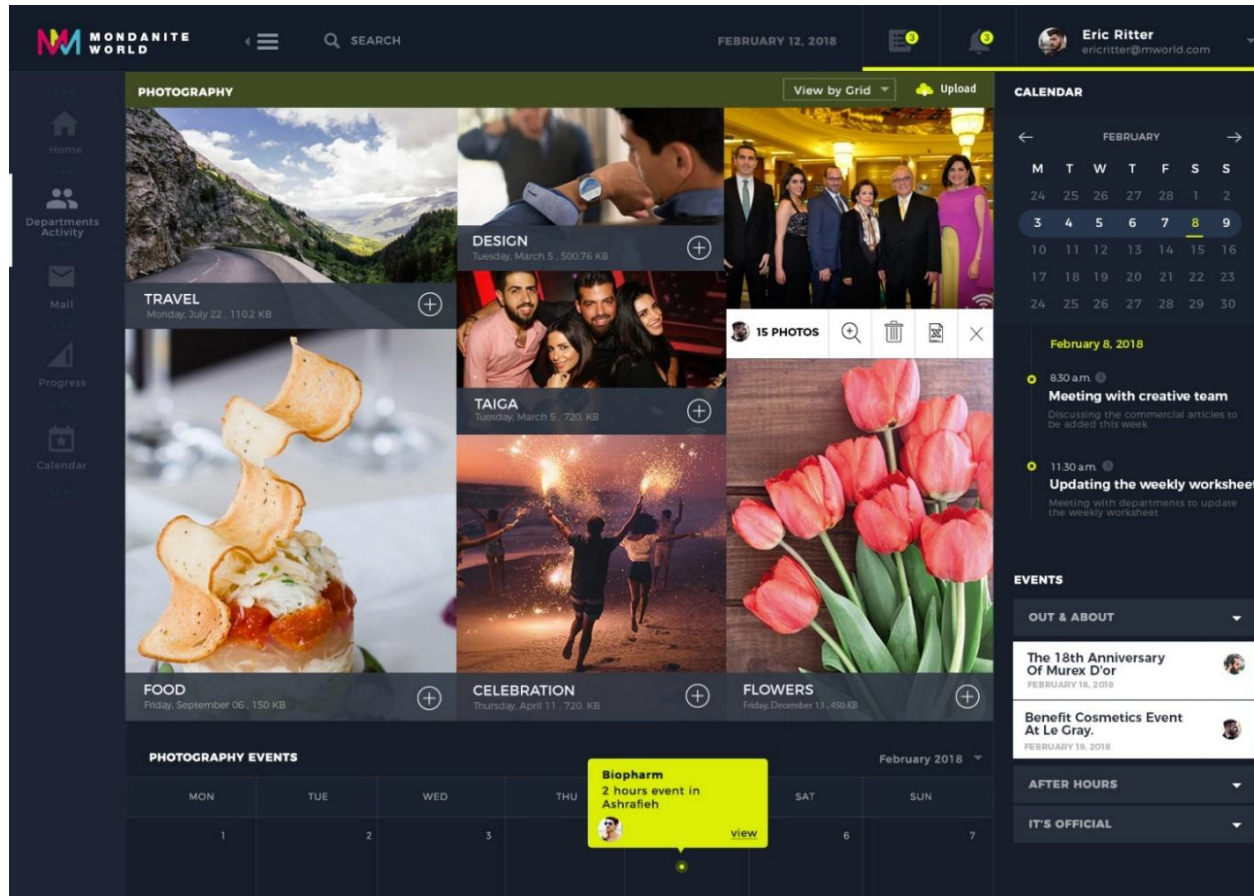 MONDANITE
WORLD
SEARCH
FEBRUARY 12, 2018
3
3
Eric Ritter
ericritter@mworld.com
Home
Departments
Activity
Mail
Progress
Calendar
PHOTOGRAPHY
View by Grid
Upload
TRAVEL
Monday, July 22 , 110.2 KB
DESIGN
Tuesday, March 5 , 500.76 KB
TAIGA
Tuesday, March 5 , 720. KB
15 PHOTOS
FOOD
Friday, September 06 , 150 KB
CELEBRATION
Thursday, April 11 , 720. KB
FLOWERS
Friday, December 13 , 450 KB
PHOTOGRAPHY EVENTS
February 2018
MON TUE WED THU SAT SUN
1 2 3 6 7
Biopharm
2 hours event in
Ashrafieh
view
CALENDAR
FEBRUARY
M T W T F S S
24 25 26 27 28 1 2
3 4 5 6 7 8 9
10 11 12 13 14 15 16
17 18 19 20 21 22 23
24 25 26 27 28 29 30
February 8, 2018
8.30 a.m.
Meeting with creative team
Discussing the commercial articles to
be added this week
11.30 a.m.
Updating the weekly worksheet
Meeting with departments to update
the weekly worksheet
EVENTS
OUT & ABOUT
The 18th Anniversary
Of Murex D'or
FEBRUARY 18, 2018
Benefit Cosmetics Event
At Le Gray.
FEBRUARY 19, 2018
AFTER HOURS
IT'S OFFICIAL